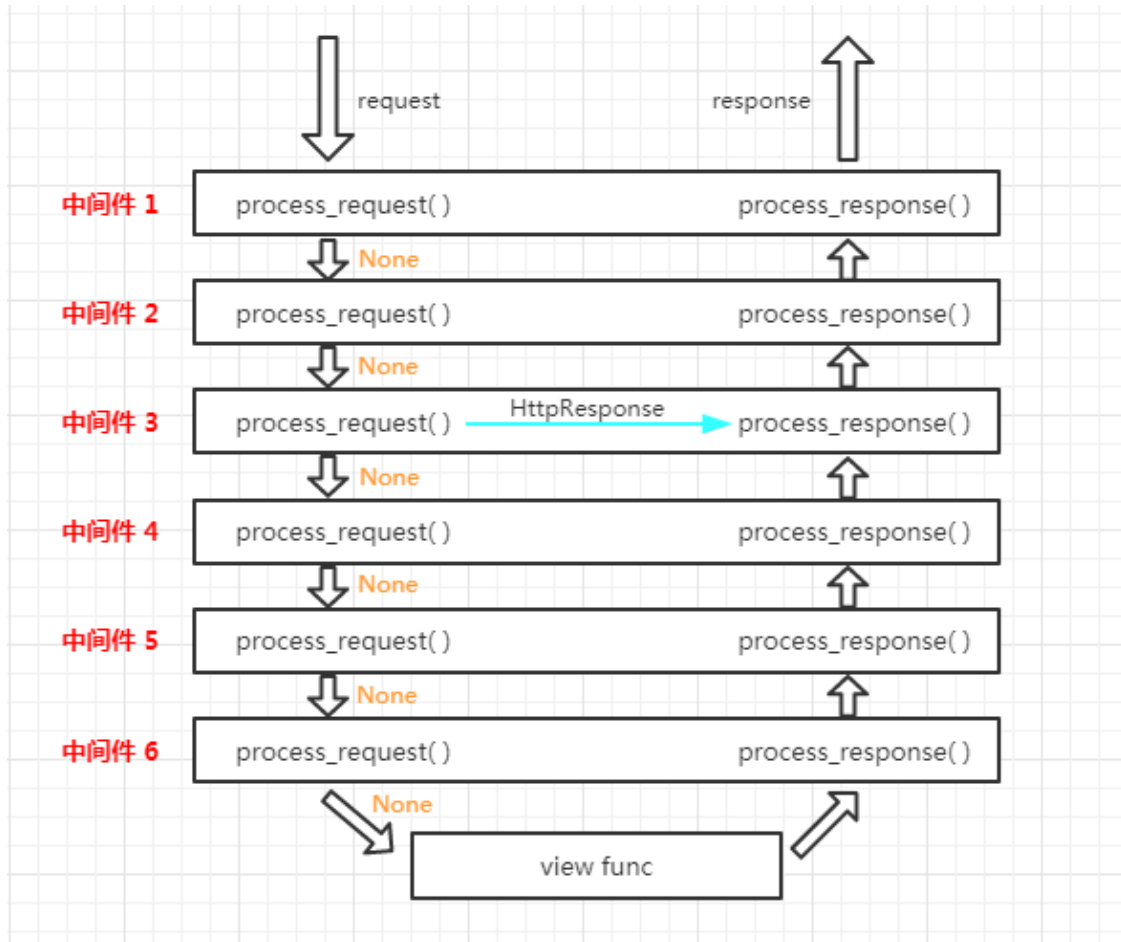 request
response
中间件 1
process_request( )
process_response( )
None
中间件 2
process_request( )
process_response( )
None
中间件 3
process_request( )
HttpResponse
process_response( )
None
中间件 4
process_request( )
process_response( )
None
中间件 5
process_request( )
process_response( )
None
中间件 6
process_request( )
process_response( )
None
view func